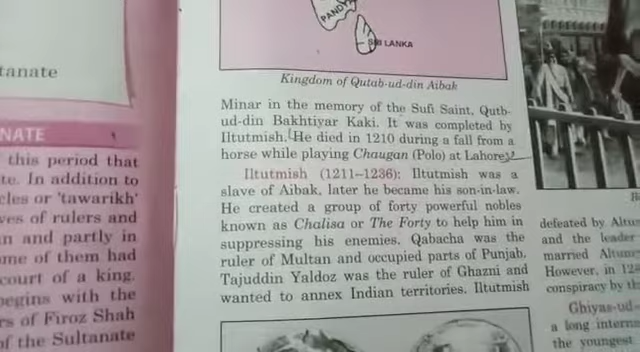 tanate
NATE
this period that
te. In addition to
cles or 'tawarikh'
ves of rulers and
n and partly in
me of them had
court of a king.
begins with the
rs of Firoz Shah
of the Sultanate
PANDY
SRI LANKA
Kingdom of Qutab-ud-din Aibak
Minar in the memory of the Sufi Saint, Qutb-
ud-din Bakhtiyar Kaki. It was completed by
Iltutmish. He died in 1210 during a fall from a
horse while playing Chaugan (Polo) at Lahore.
Iltutmish (1211–1236): Iltutmish was a
slave of Aibak, later he became his son-in-law.
He created a group of forty powerful nobles
known as Chalisa or The Forty to help him in
suppressing his enemies. Qabacha was the
ruler of Multan and occupied parts of Punjab.
Tajuddin Yaldoz was the ruler of Ghazni and
wanted to annex Indian territories. Iltutmish
defeated by Altu
and the leader
married Altun
However, in 12
conspiracy by th
Ghiyas-ud-
a long intern
the youngest